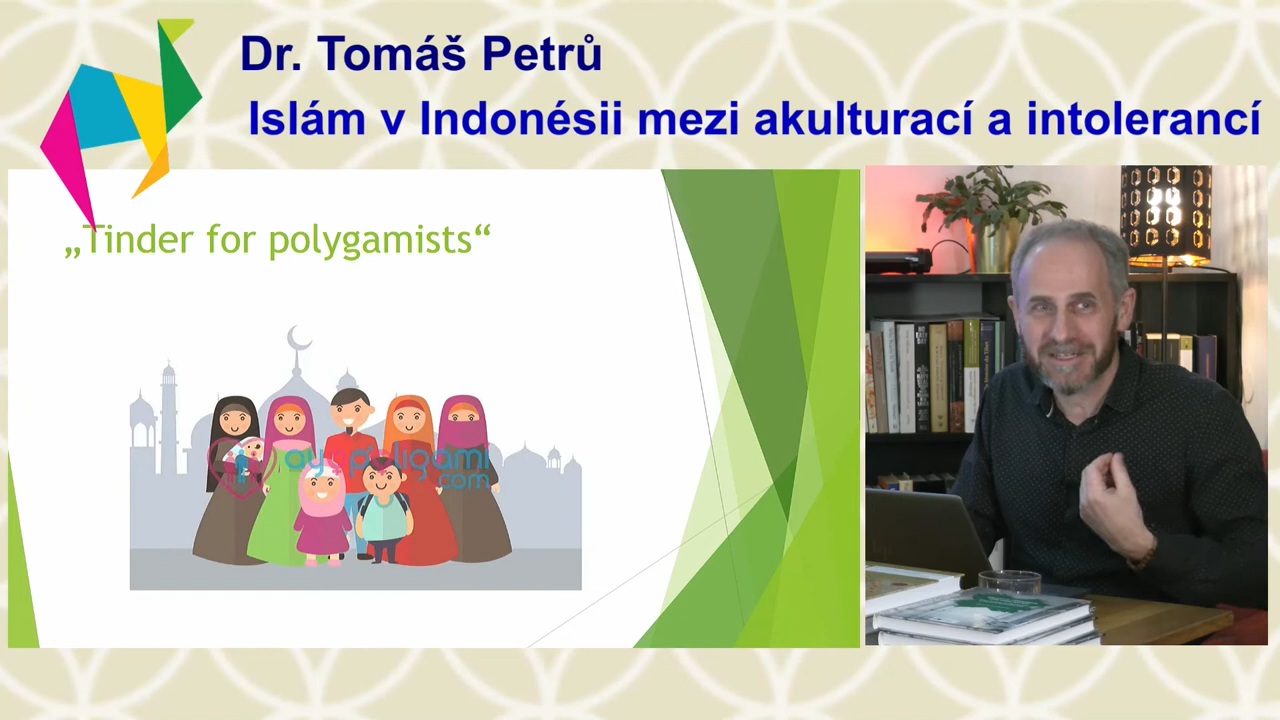 Dr. Tomáš Petrů
Islám v Indonésii mezi akulturací a intolerancí
„Tinder for polygamists“
ayopoligami
.com